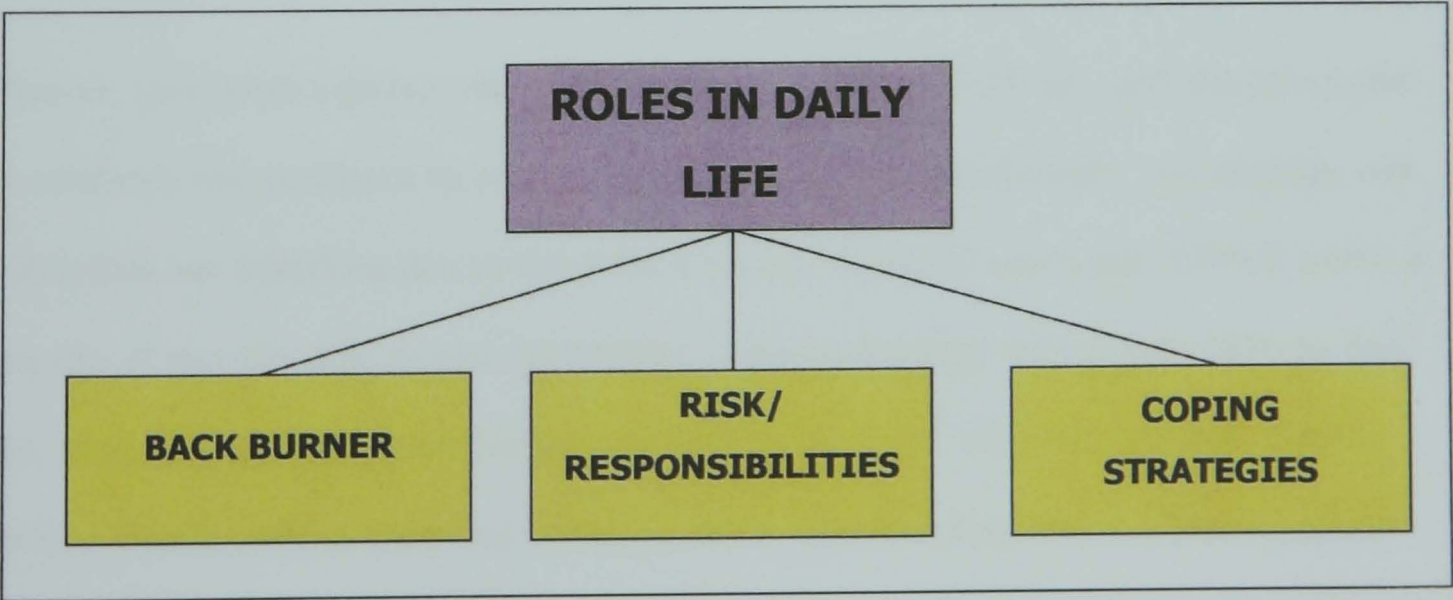 ROLES IN DAILY
LIFE
BACK BURNER
RISK/
RESPONSIBILITIES
COPING
STRATEGIES